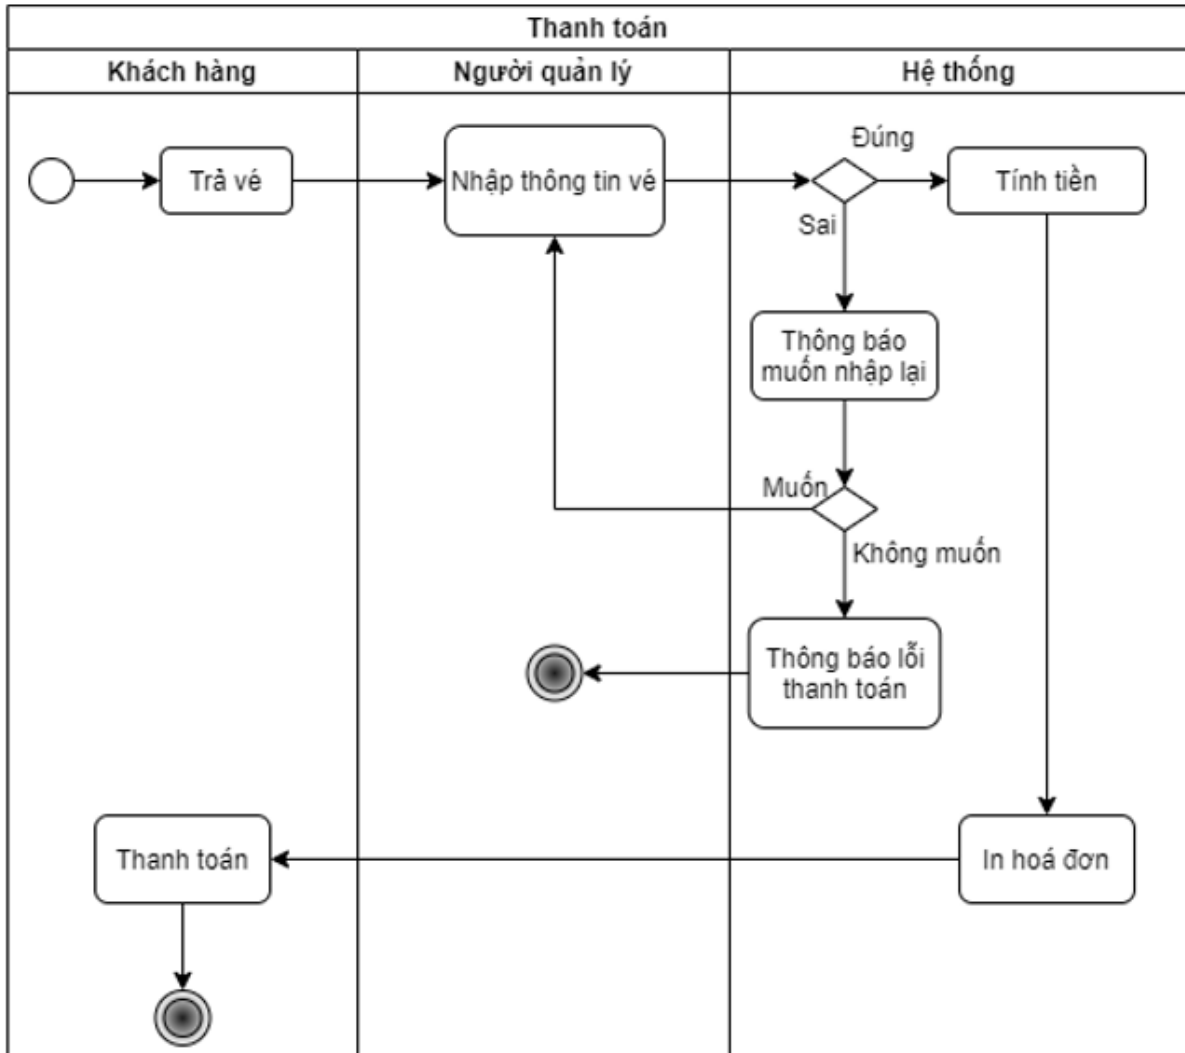 Thanh toán
Khách hàng
Người quản lý
Hệ thống
Đúng
Trả vé
Nhập thông tin vé
Tính tiền
Sai
Thông báo
muốn nhập lại
Muốn
Không muốn
Thông báo lỗi
thanh toán
Thanh toán
In hoá đơn